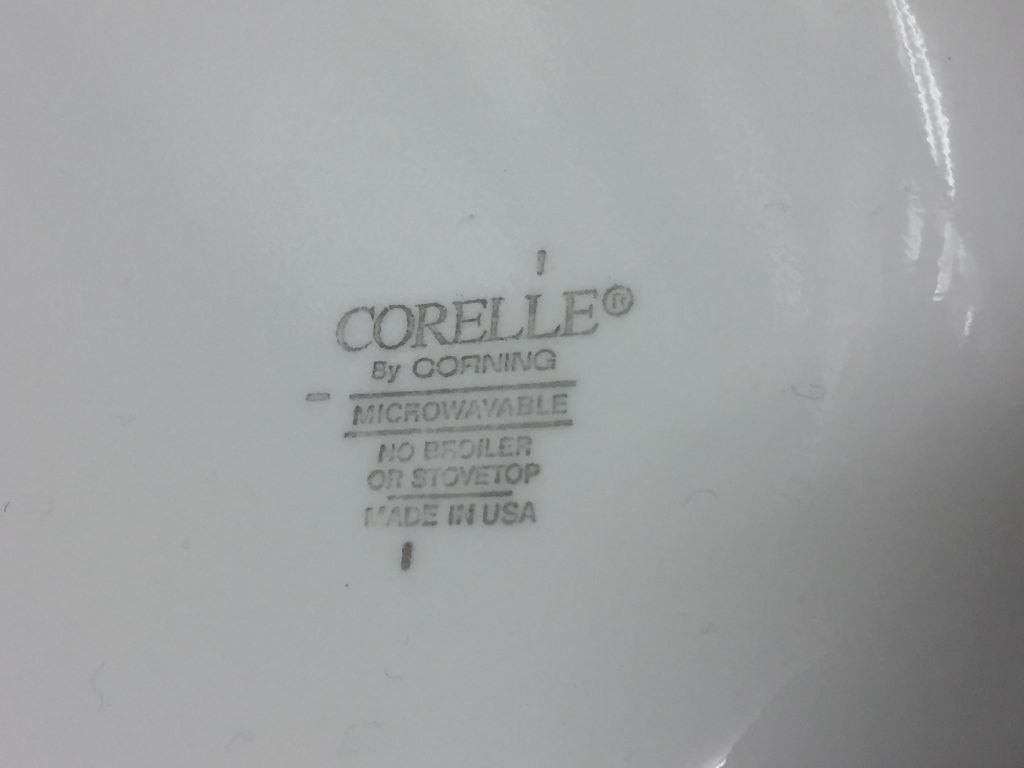 CORELLE®
By CORNING
MICROWAVABLE
NO BROILER
OR STOVETOP
MADE IN USA